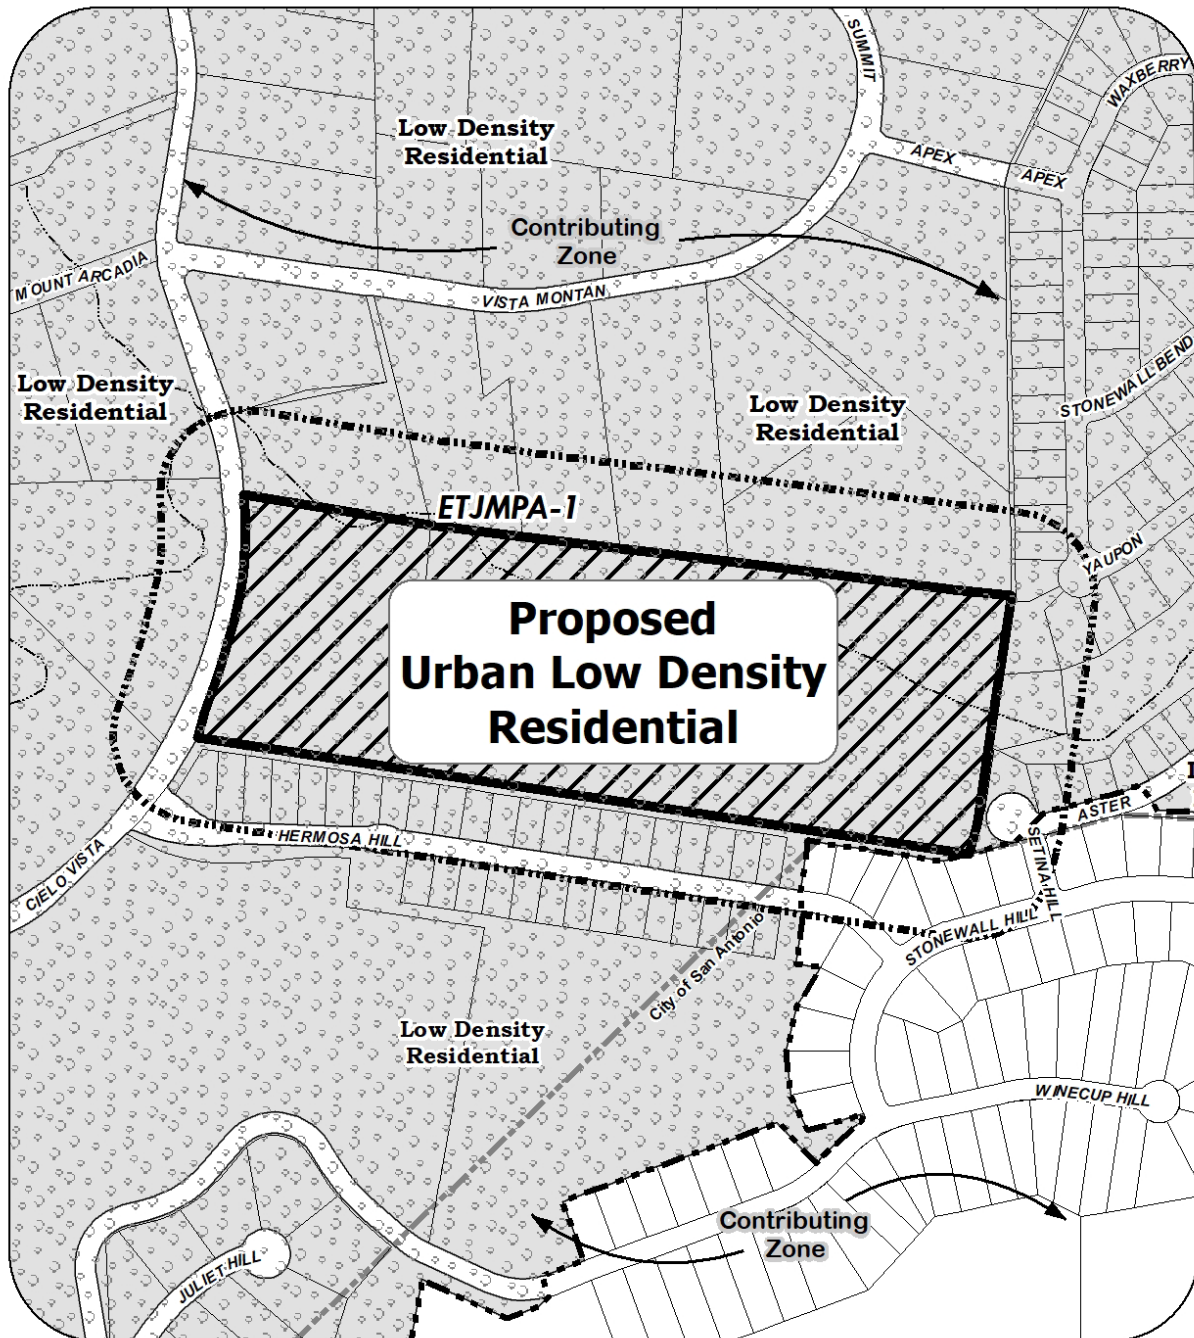 SUMMIT
WAXBERRY
Low Density
Residential
APEX
APEX
Contributing
Zone
MOUNT ARCADIA
VISTA MONTAN
STONEWALL BEND
Low Density
Residential
Low Density
Residential
ETJMPA-1
YAUPON
Proposed
Urban Low Density
Residential
ASTER
HERMOSA HILL
SETINA HILL
CIELO VISTA
STONEWALL HILL
City of San Antonio
Low Density
Residential
WINECUP HILL
Contributing
Zone
JULIET HILL